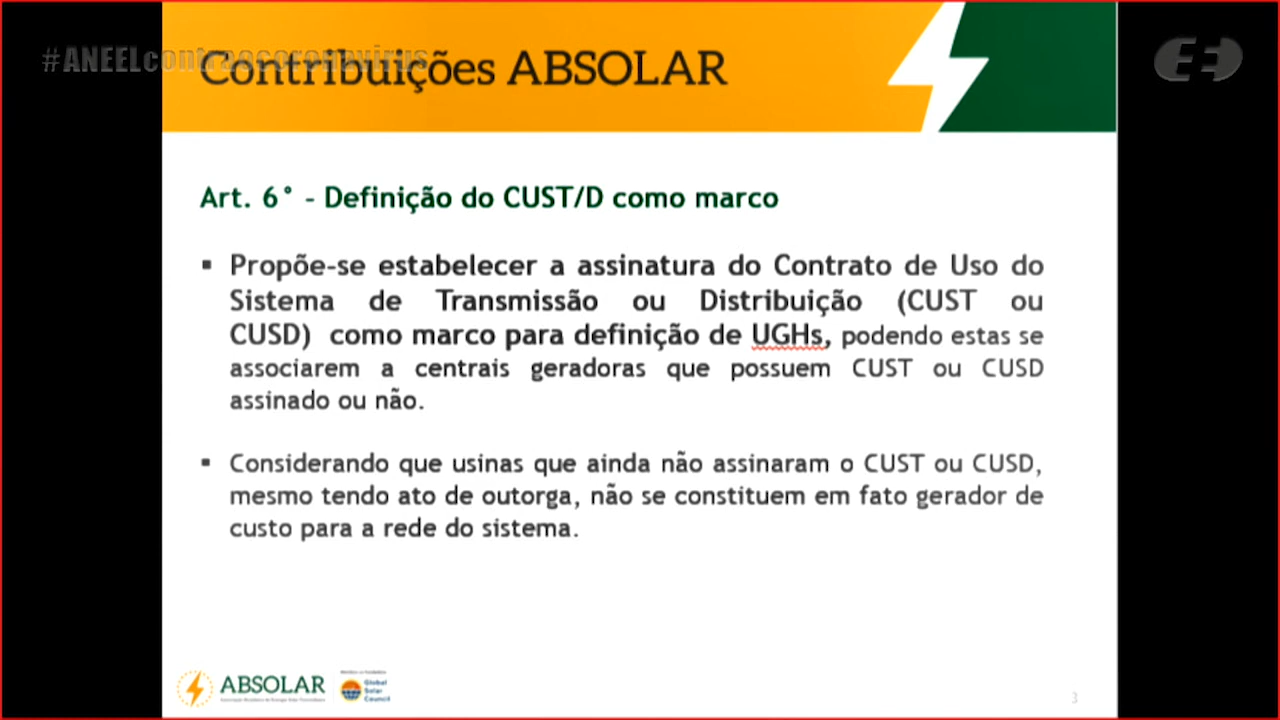 #ANEELcontraocoronavirus
Contribuições ABSOLAR
Art. 6° - Definição do CUST/D como marco
▪ Propõe-se estabelecer a assinatura do Contrato de Uso do
Sistema de Transmissão ou Distribuição (CUST ou
CUSD) como marco para definição de UGHs, podendo estas se
associarem a centrais geradoras que possuem CUST ou CUSD
assinado ou não.
▪ Considerando que usinas que ainda não assinaram o CUST ou CUSD,
mesmo tendo ato de outorga, não se constituem em fato gerador de
custo para a rede do sistema.
ABSOLAR
Global
Solar
Council
3